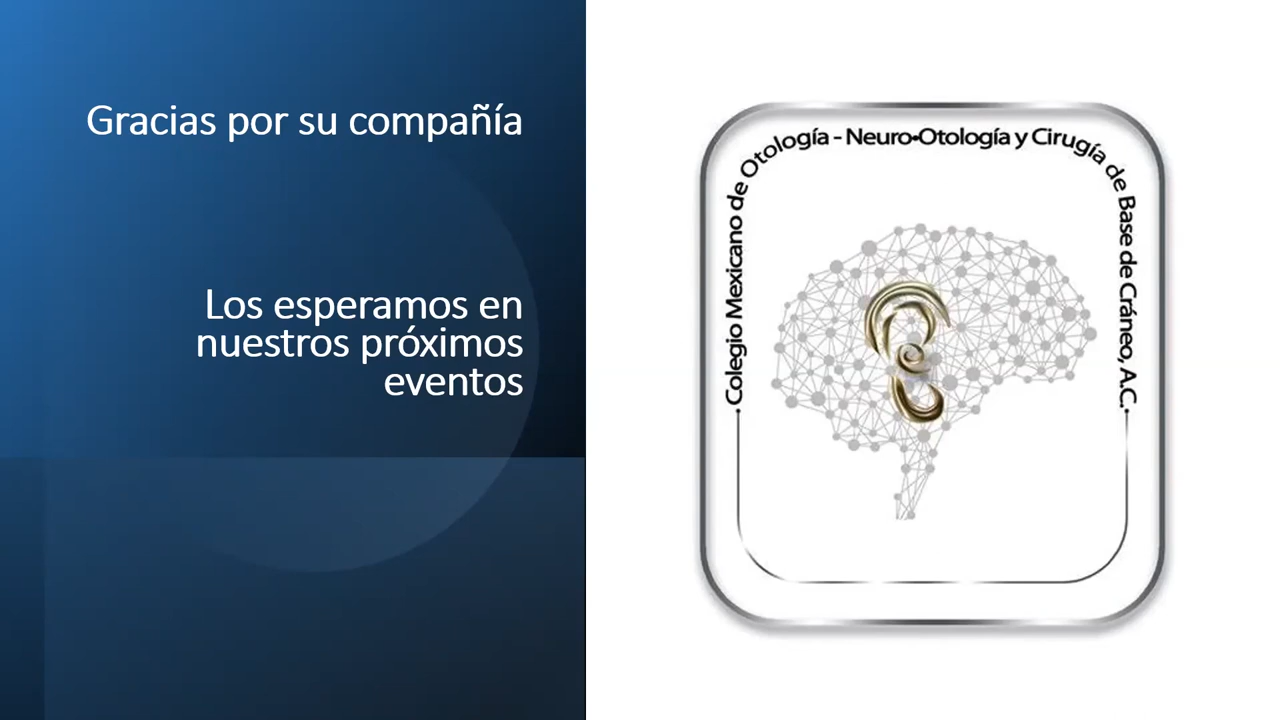 Gracias por su compañía
Los esperamos en
nuestros próximos
eventos
Colegio Mexicano de Otología - Neuro•Otología y Cirugía de Base de Cráneo, A.C.